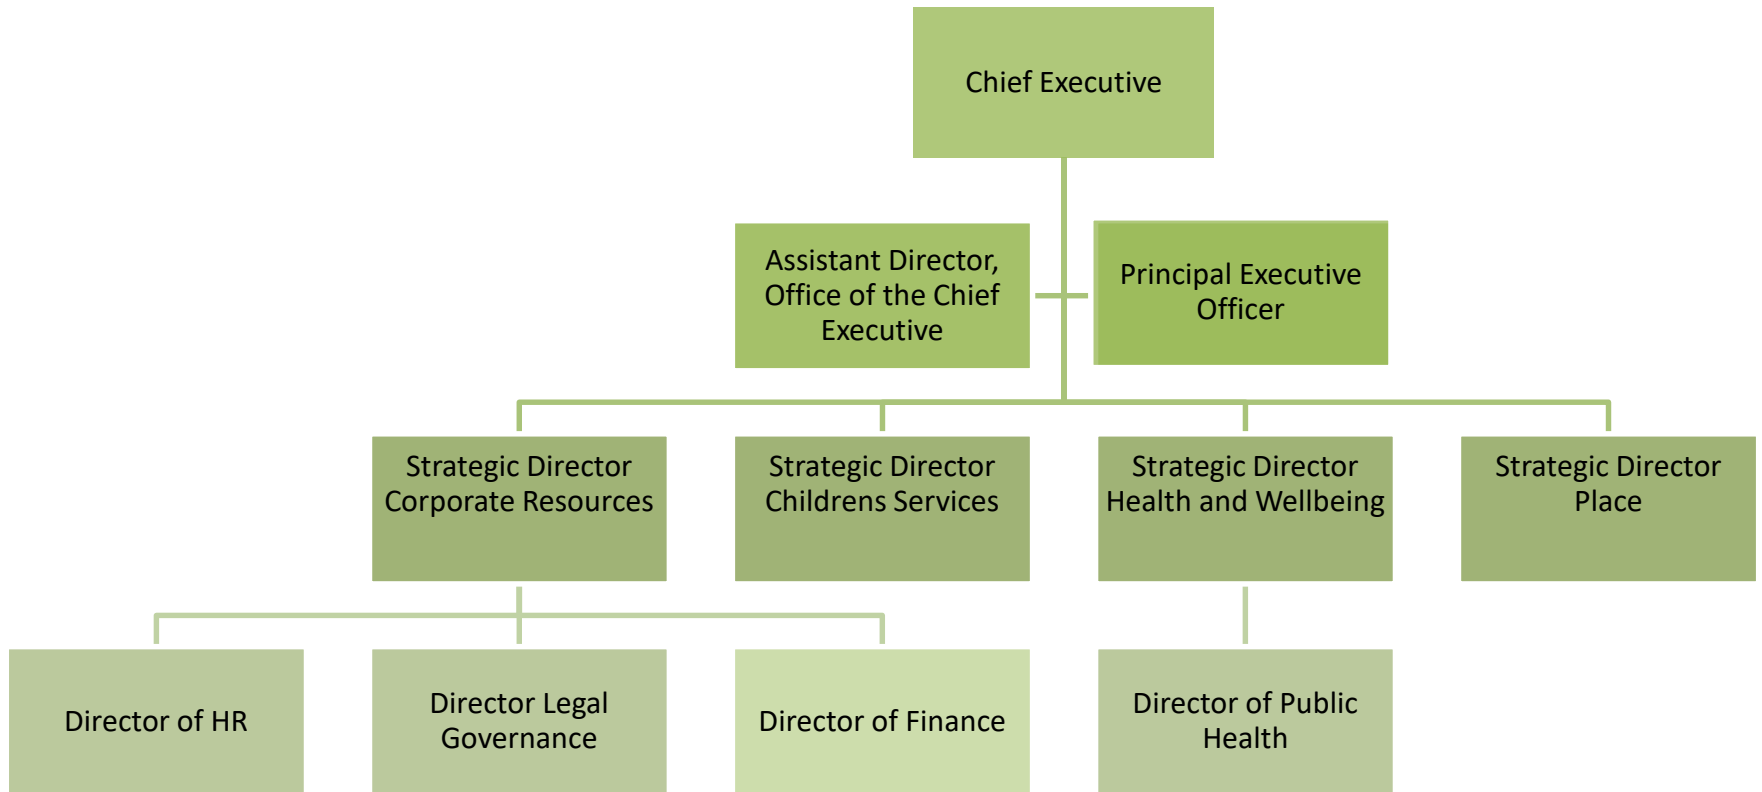 Chief Executive
Assistant Director,
Office of the Chief
Executive
Principal Executive
Officer
Strategic Director
Corporate Resources
Strategic Director
Childrens Services
Strategic Director
Health and Wellbeing
Strategic Director
Place
Director of HR
Director Legal
Governance
Director of Finance
Director of Public
Health